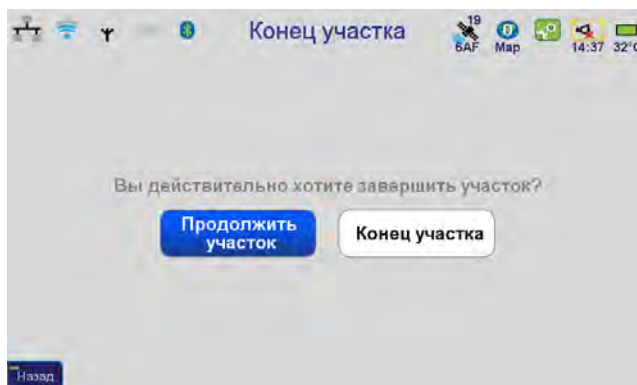 Конец участка
19
6AF
Map
14:37
32°C
Вы действительно хотите завершить участок?
Продолжить
участок
Конец участка
Назад